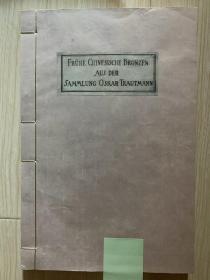 FRÜHE CHINESISCHE BRONZEN
AUS DER
SAMMLUNG OSKAR TRAUTMANN